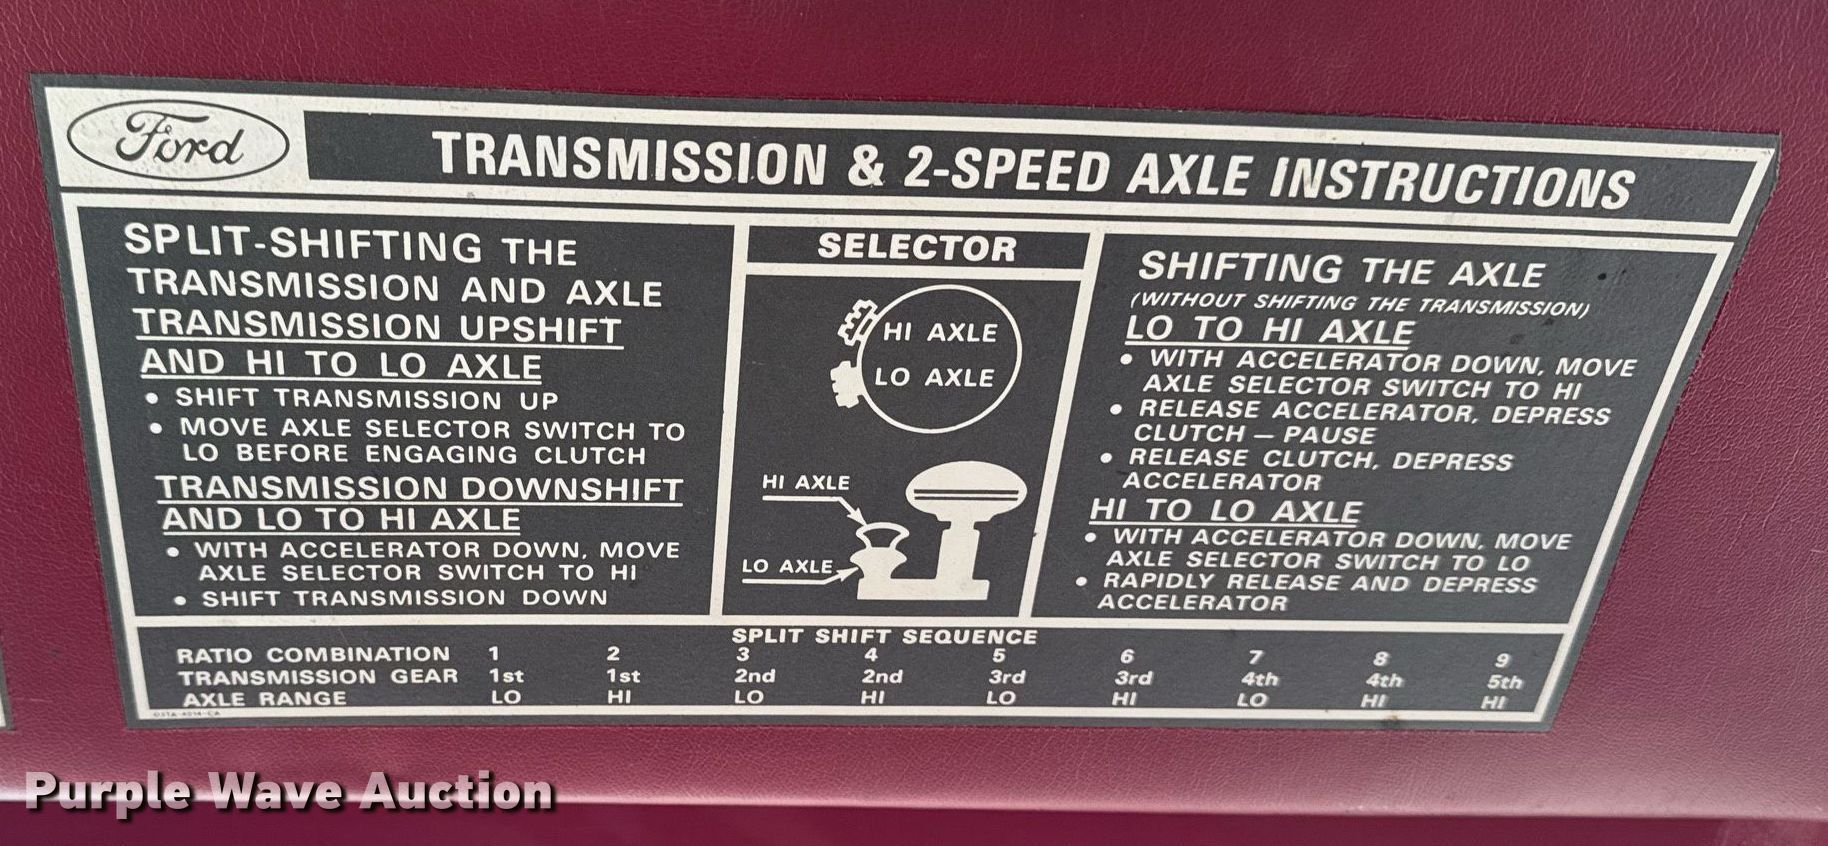 Ford
TRANSMISSION & 2-SPEED AXLE INSTRUCTIONS
SPLIT-SHIFTING THE
TRANSMISSION AND AXLE
TRANSMISSION UPSHIFT
AND HI TO LO AXLE
• SHIFT TRANSMISSION UP
• MOVE AXLE SELECTOR SWITCH TO
LO BEFORE ENGAGING CLUTCH
TRANSMISSION DOWNSHIFT
AND LO TO HI AXLE
• WITH ACCELERATOR DOWN, MOVE
AXLE SELECTOR SWITCH TO HI
• SHIFT TRANSMISSION DOWN
SELECTOR
HI AXLE
LO AXLE
HI AXLE
LO AXLE
SHIFTING THE AXLE
(WITHOUT SHIFTING THE TRANSMISSION)
LO TO HI AXLE
• WITH ACCELERATOR DOWN, MOVE
AXLE SELECTOR SWITCH TO HI
• RELEASE ACCELERATOR, DEPRESS
CLUTCH — PAUSE
• RELEASE CLUTCH, DEPRESS
ACCELERATOR
HI TO LO AXLE
• WITH ACCELERATOR DOWN, MOVE
AXLE SELECTOR SWITCH TO LO
• RAPIDLY RELEASE AND DEPRESS
ACCELERATOR
SPLIT SHIFT SEQUENCE
RATIO COMBINATION 1 2 3 4 5 6 7 8 9
TRANSMISSION GEAR 1st 1st 2nd 2nd 3rd 3rd 4th 4th 5th
AXLE RANGE LO HI LO HI LO HI LO HI HI
Purple Wave Auction